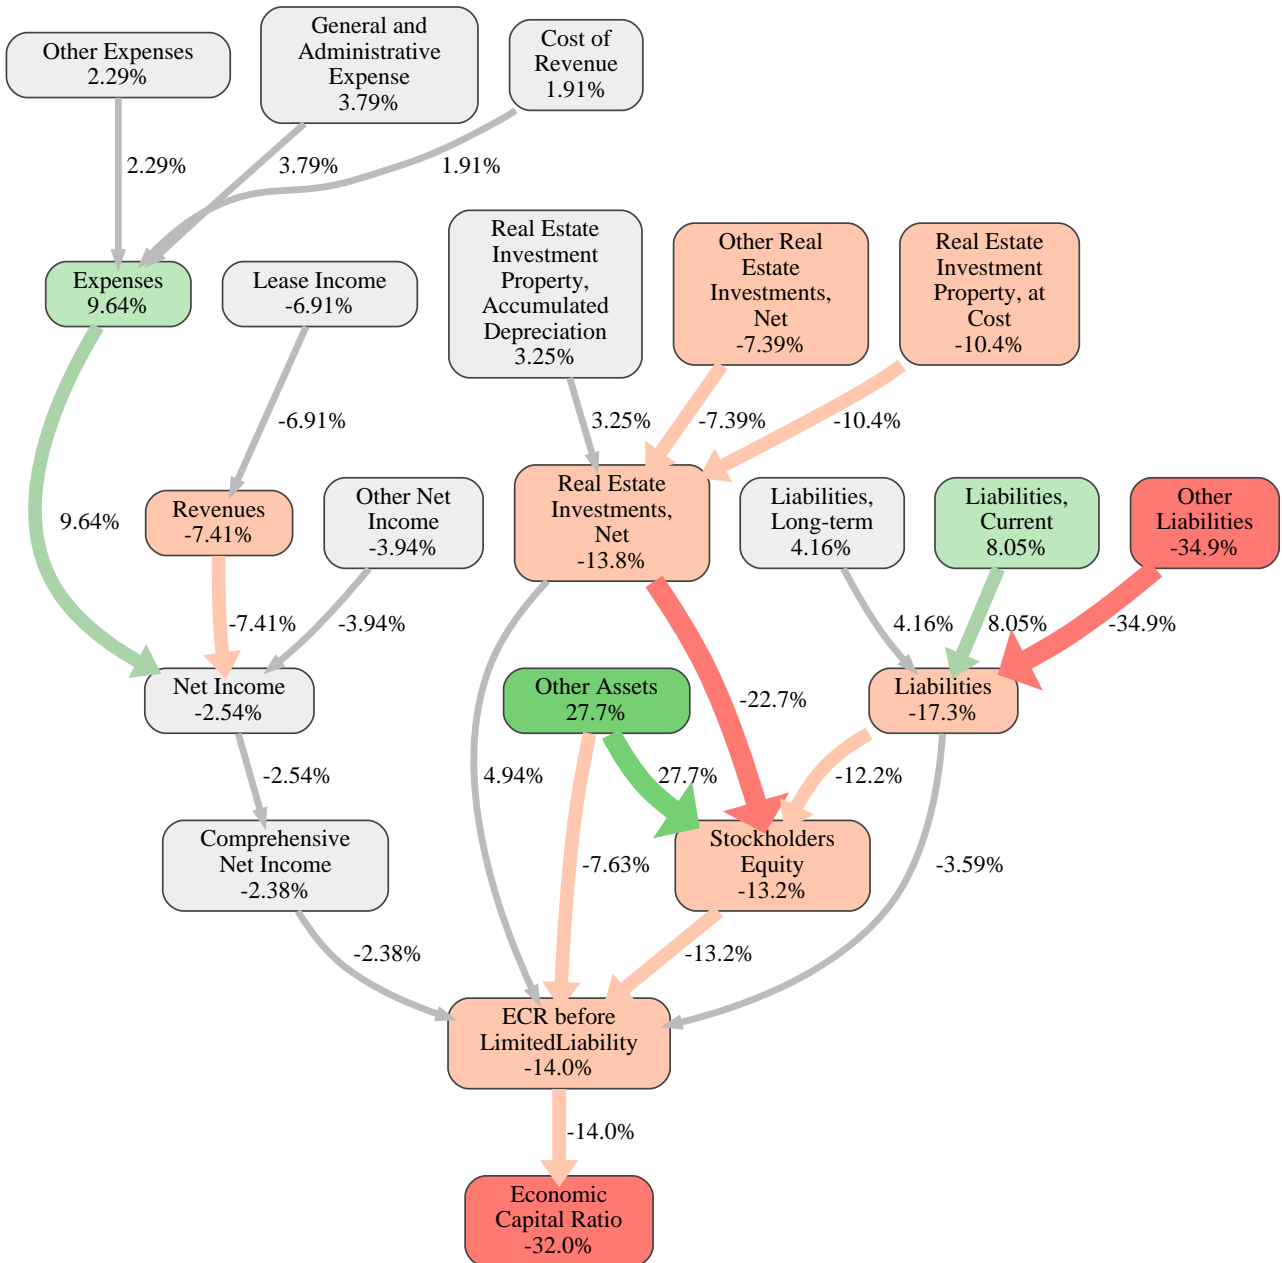 Other Expenses
2.29%
General and
Administrative
Expense
3.79%
Cost of
Revenue
1.91%
2.29%
3.79%
1.91%
Expenses
9.64%
Lease Income
-6.91%
Real Estate
Investment
Property,
Accumulated
Depreciation
3.25%
Other Real
Estate
Investments,
Net
-7.39%
Real Estate
Investment
Property, at
Cost
-10.4%
-6.91%
3.25%
-7.39%
-10.4%
9.64%
Revenues
-7.41%
Other Net
Income
-3.94%
Real Estate
Investments,
Net
-13.8%
Liabilities,
Long-term
4.16%
Liabilities,
Current
8.05%
Other
Liabilities
-34.9%
-7.41%
-3.94%
4.16%
8.05%
-34.9%
Net Income
-2.54%
Other Assets
27.7%
-22.7%
Liabilities
-17.3%
-2.54%
4.94%
27.7%
-12.2%
Comprehensive
Net Income
-2.38%
-7.63%
Stockholders
Equity
-13.2%
-3.59%
-2.38%
-13.2%
ECR before
LimitedLiability
-14.0%
-14.0%
Economic
Capital Ratio
-32.0%